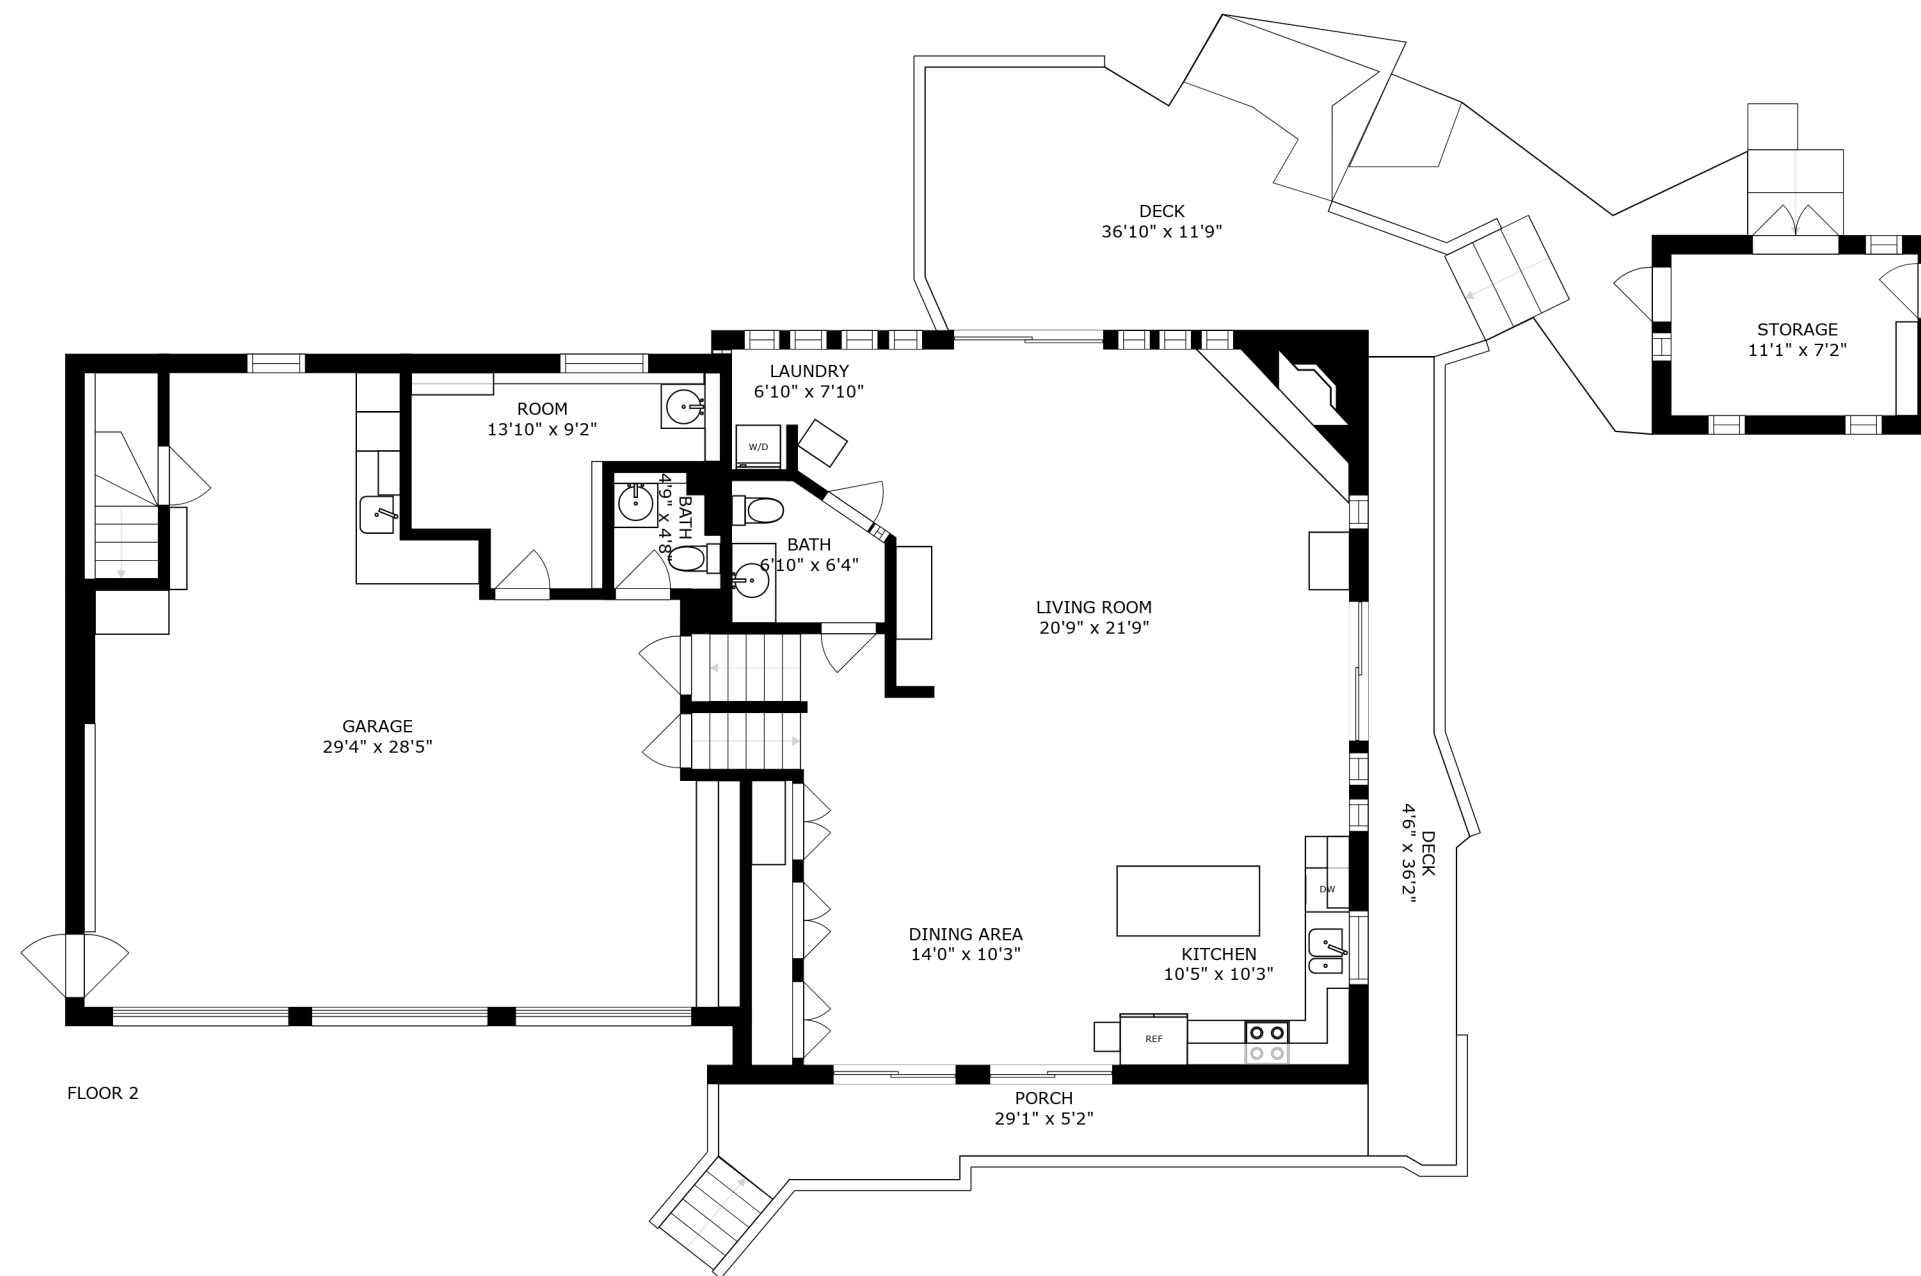 DECK
36'10" x 11'9"
STORAGE
11'1" x 7'2"
LAUNDRY
6'10" x 7'10"
ROOM
13'10" x 9'2"
W/D
BATH
4'9" x 4'8"
BATH
6'10" x 6'4"
LIVING ROOM
20'9" x 21'9"
GARAGE
29'4" x 28'5"
DECK
4'6" x 36'2"
DW
DINING AREA
14'0" x 10'3"
KITCHEN
10'5" x 10'3"
REF
FLOOR 2
PORCH
29'1" x 5'2"